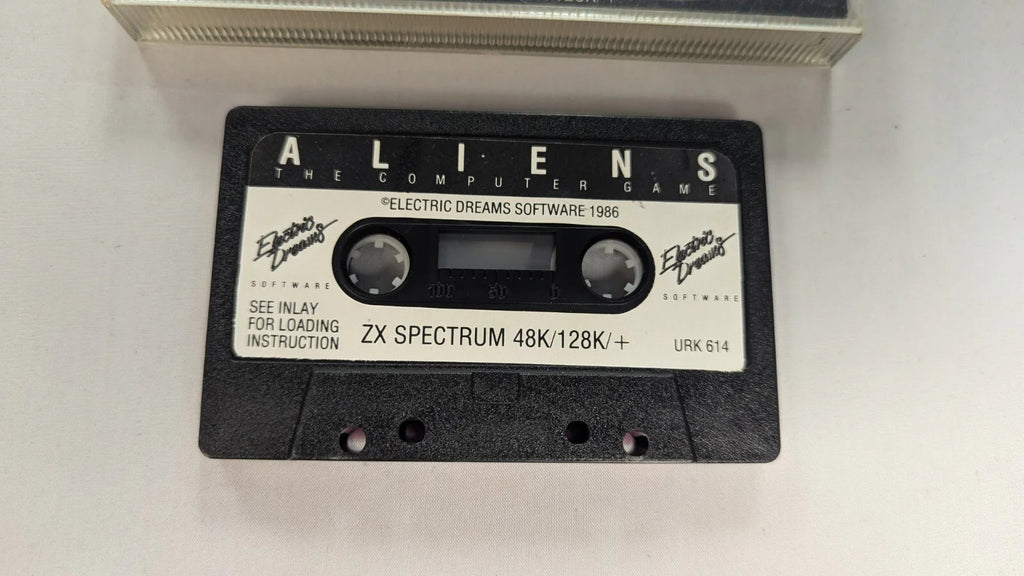 ALIENS
THE COMPUTER GAME
©ELECTRIC DREAMS SOFTWARE 1986
Electric Dreams
SOFTWARE
Electric Dreams
SOFTWARE
100 50 0
SEE INLAY
FOR LOADING
INSTRUCTION
ZX SPECTRUM 48K/128K/+
URK 614